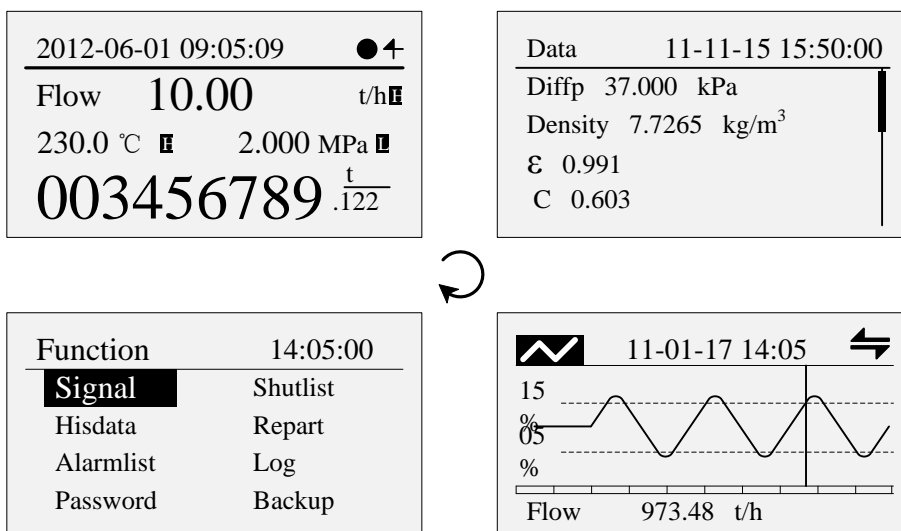 2012-06-01 09:05:09
Flow 10.00 t/h H
230.0 ℃ H 2.000 MPa L
003456789 t
.122
Data 11-11-15 15:50:00
Diffp 37.000 kPa
Density 7.7265 kg/m³
ε 0.991
C 0.603
Function 14:05:00
Signal Shutlist
Hisdata Repart
Alarmlist Log
Password Backup
11-01-17 14:05
15
%
05
%
Flow 973.48 t/h